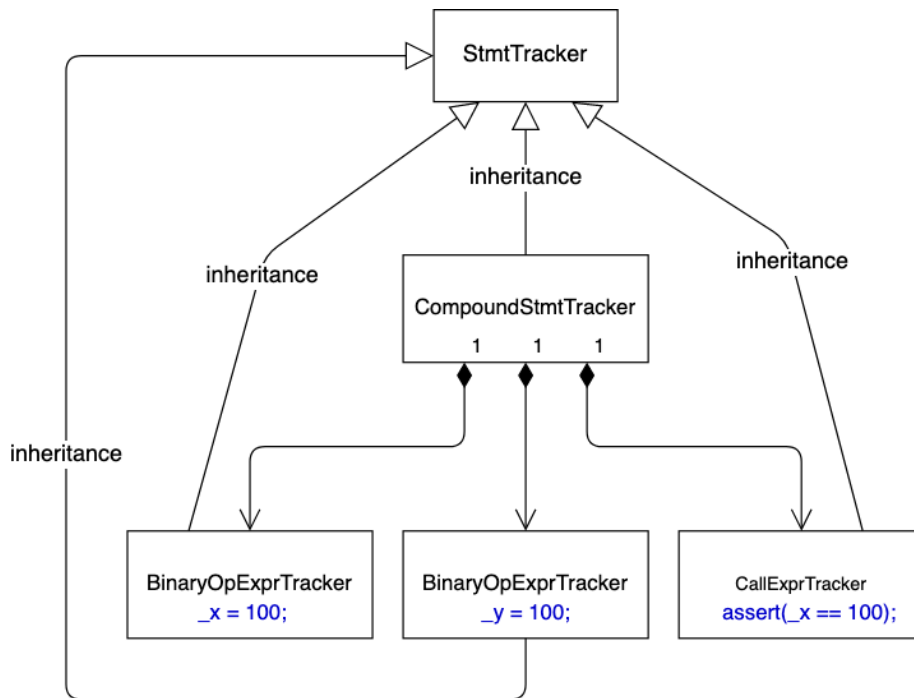 StmtTracker
inheritance
inheritance
inheritance
CompoundStmtTracker
1 1 1
inheritance
BinaryOpExprTracker
_x = 100;
BinaryOpExprTracker
_y = 100;
CallExprTracker
assert(_x == 100);